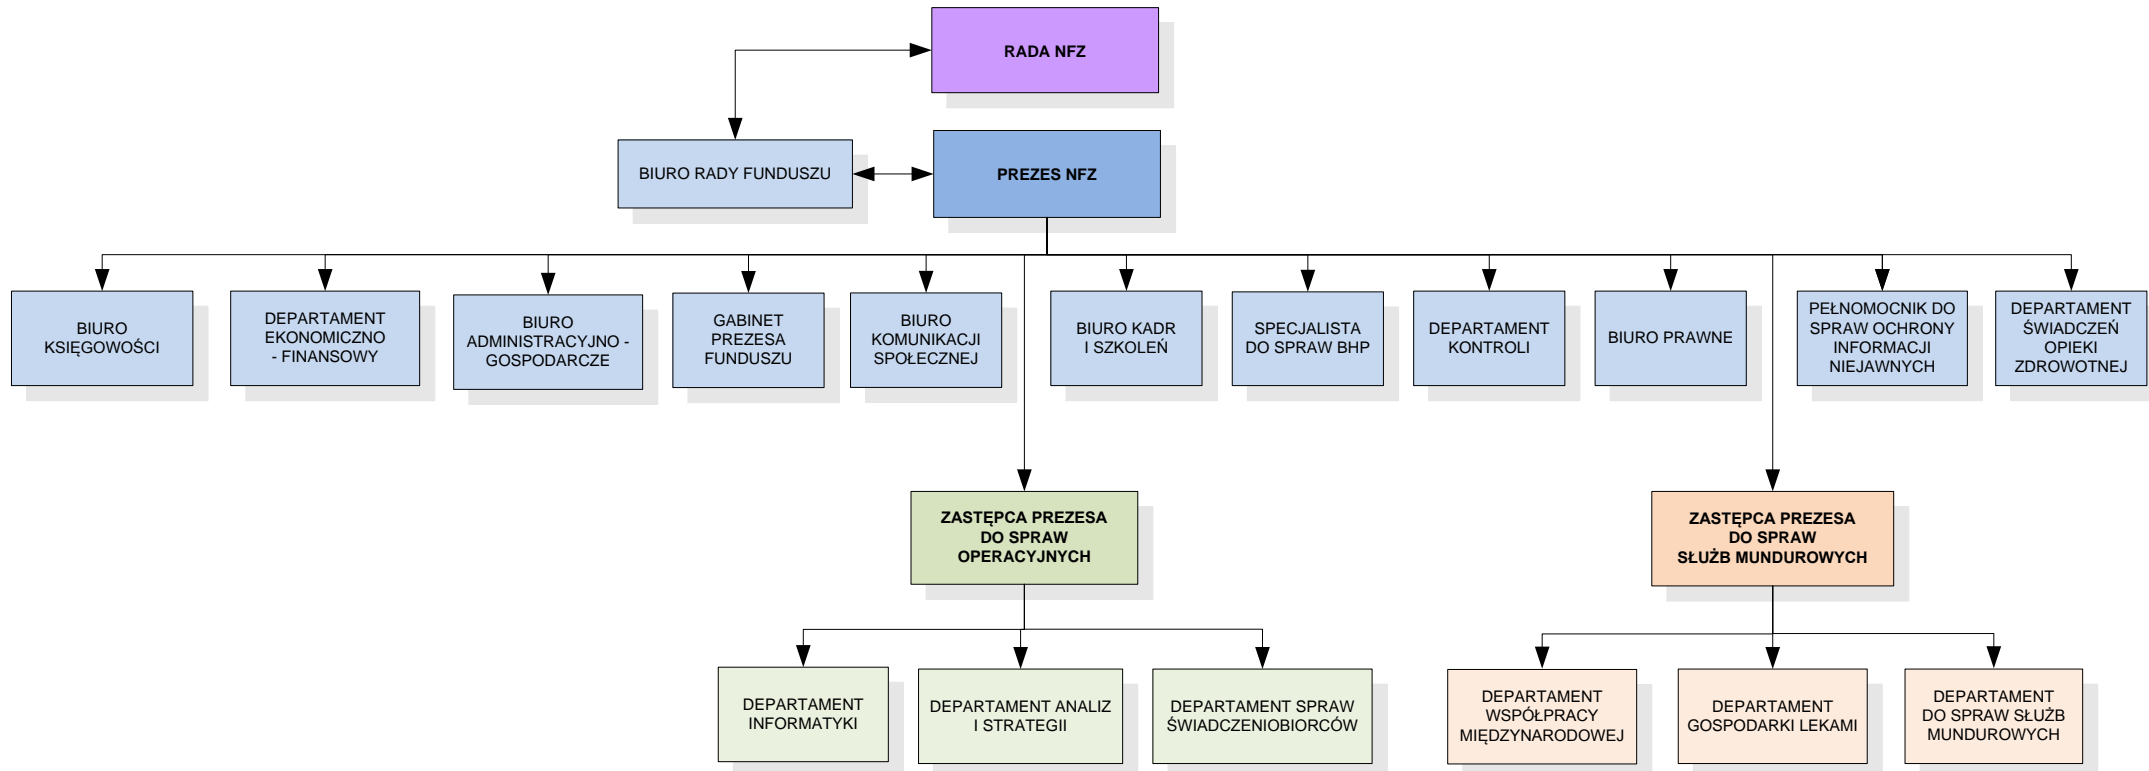 RADA NFZ
BIURO RADY FUNDUSZU
PREZES NFZ
BIURO
KSIĘGOWOŚCI
DEPARTAMENT
EKONOMICZNO
- FINANSOWY
BIURO
ADMINISTRACYJNO -
GOSPODARCZE
GABINET
PREZESA
FUNDUSZU
BIURO
KOMUNIKACJI
SPOŁECZNEJ
BIURO KADR
I SZKOLEŃ
SPECJALISTA
DO SPRAW BHP
DEPARTAMENT
KONTROLI
BIURO PRAWNE
PEŁNOMOCNIK DO
SPRAW OCHRONY
INFORMACJI
NIEJAWNYCH
DEPARTAMENT
ŚWIADCZEŃ
OPIEKI
ZDROWOTNEJ
ZASTĘPCA PREZESA
DO SPRAW
OPERACYJNYCH
ZASTĘPCA PREZESA
DO SPRAW
SŁUŻB MUNDUROWYCH
DEPARTAMENT
INFORMATYKI
DEPARTAMENT ANALIZ
I STRATEGII
DEPARTAMENT SPRAW
ŚWIADCZENIOBIORCÓW
DEPARTAMENT
WSPÓŁPRACY
MIĘDZYNARODOWEJ
DEPARTAMENT
GOSPODARKI LEKAMI
DEPARTAMENT
DO SPRAW SŁUŻB
MUNDUROWYCH